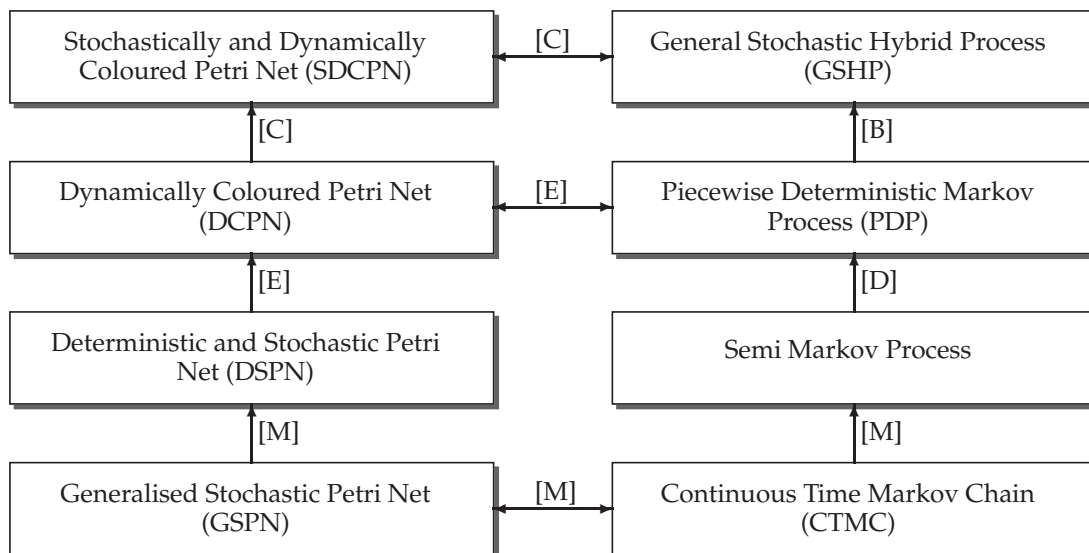 Stochastically and Dynamically
Coloured Petri Net (SDCPN)
[C]
General Stochastic Hybrid Process
(GSHP)
[C]
[B]
Dynamically Coloured Petri Net
(DCPN)
[E]
Piecewise Deterministic Markov
Process (PDP)
[E]
[D]
Deterministic and Stochastic Petri
Net (DSPN)
Semi Markov Process
[M]
[M]
Generalised Stochastic Petri Net
(GSPN)
[M]
Continuous Time Markov Chain
(CTMC)